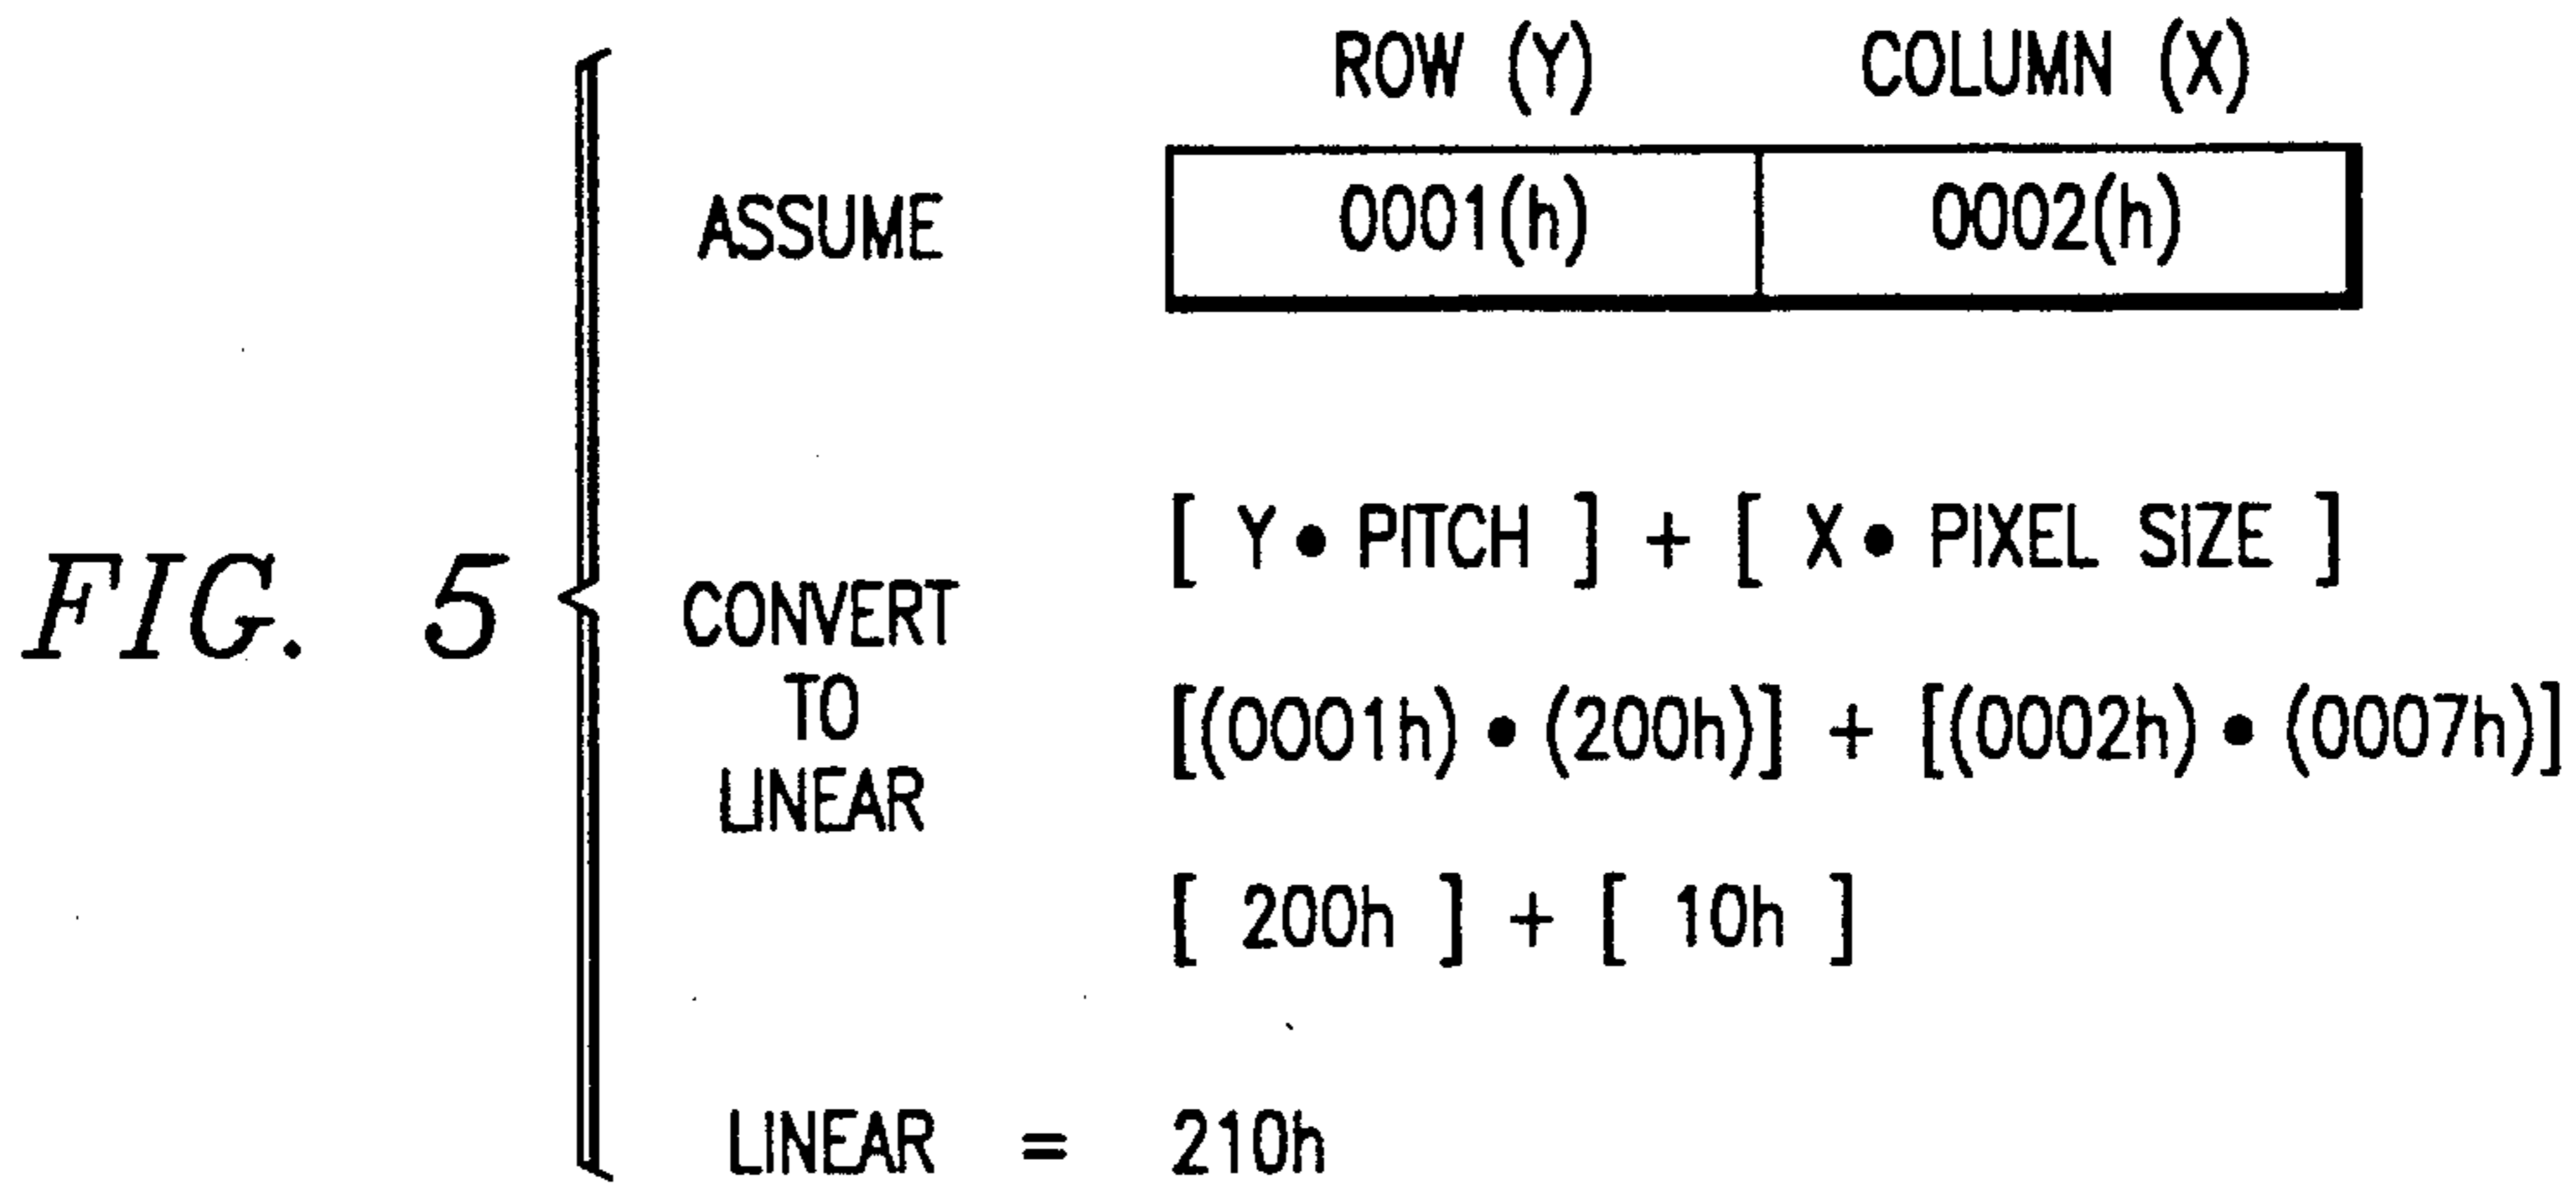 ROW (Y) COLUMN (X)
ASSUME 0001(h) 0002(h)
[ Y • PITCH ] + [ X • PIXEL SIZE ]
FIG. 5
CONVERT
TO
LINEAR
[(0001h) • (200h)] + [(0002h) • (0007h)]
[ 200h ] + [ 10h ]
LINEAR = 210h